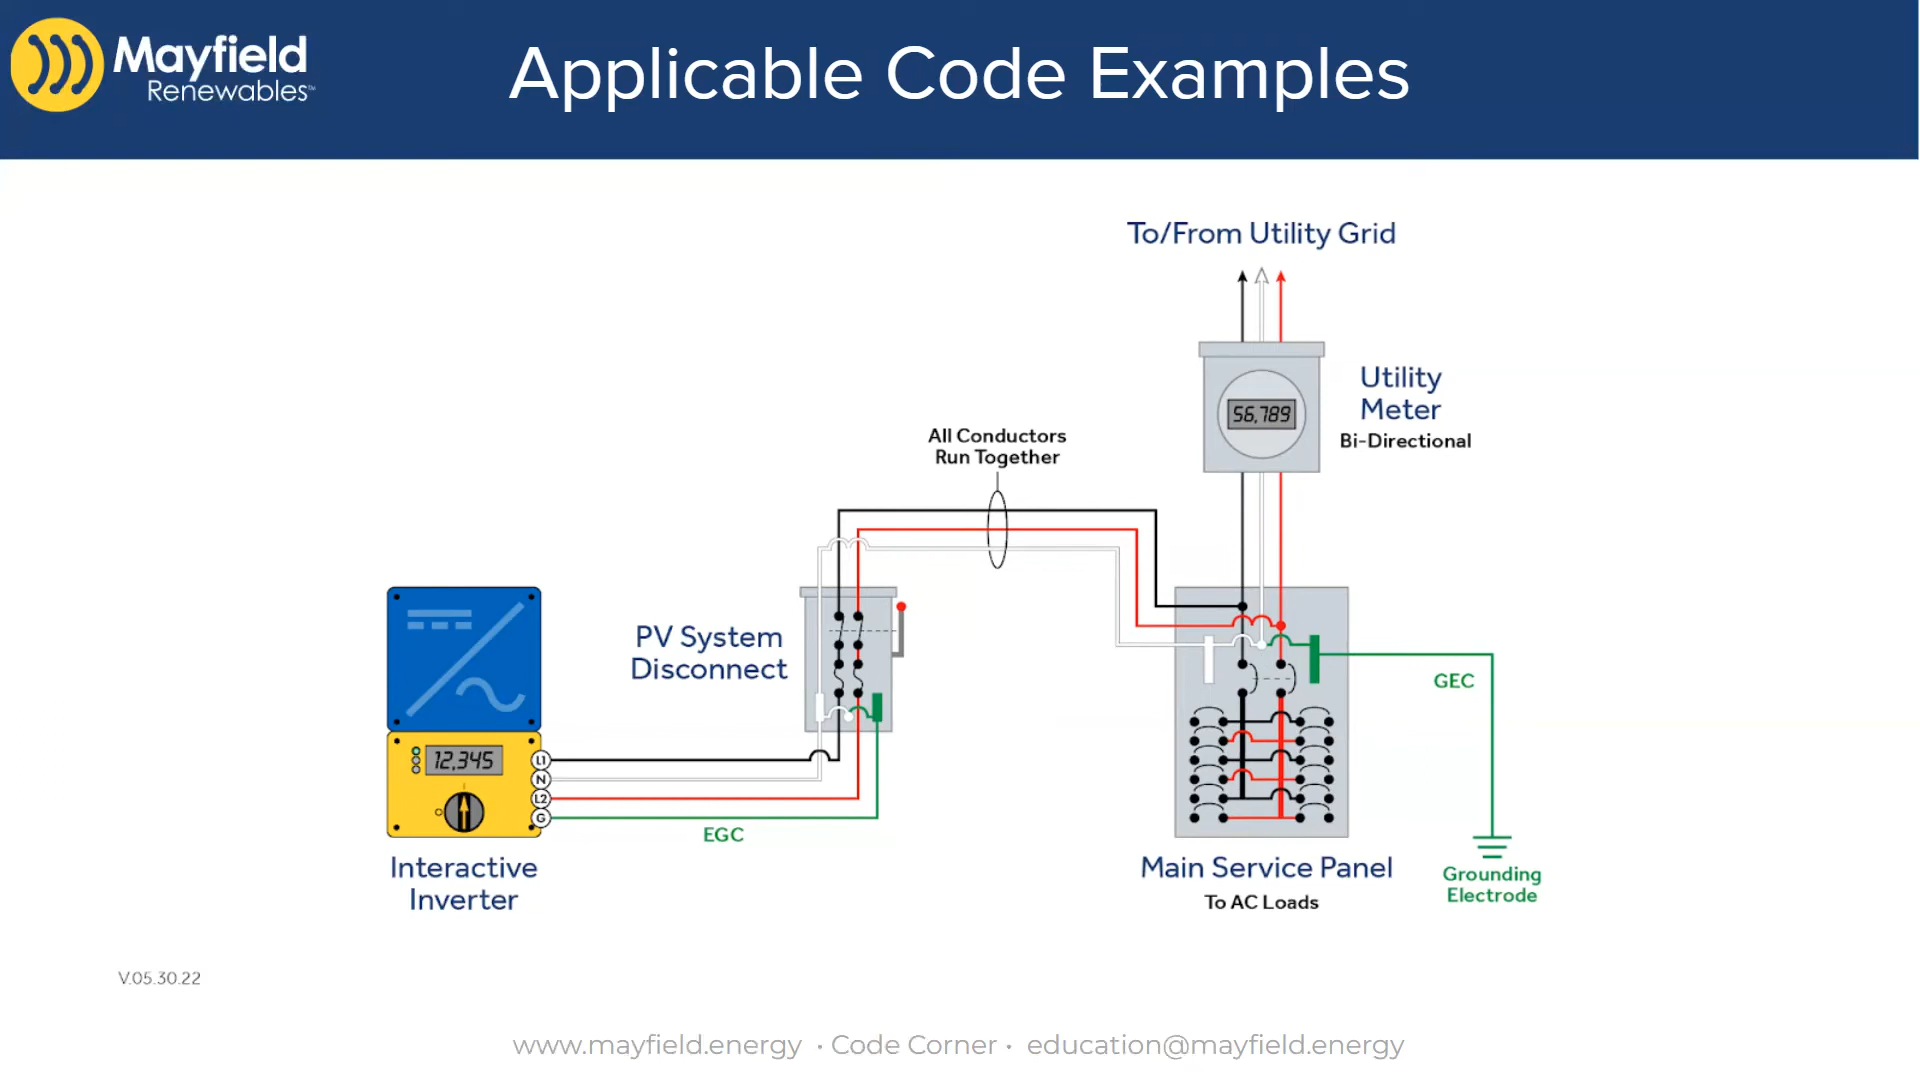 Mayfield
Renewables™
Applicable Code Examples
To/From Utility Grid
56,789
Utility
Meter
Bi-Directional
All Conductors
Run Together
PV System
Disconnect
GEC
12,345
L1
N
L2
G
EGC
Interactive
Inverter
Main Service Panel
To AC Loads
Grounding
Electrode
V.05.30.22
www.mayfield.energy · Code Corner · education@mayfield.energy